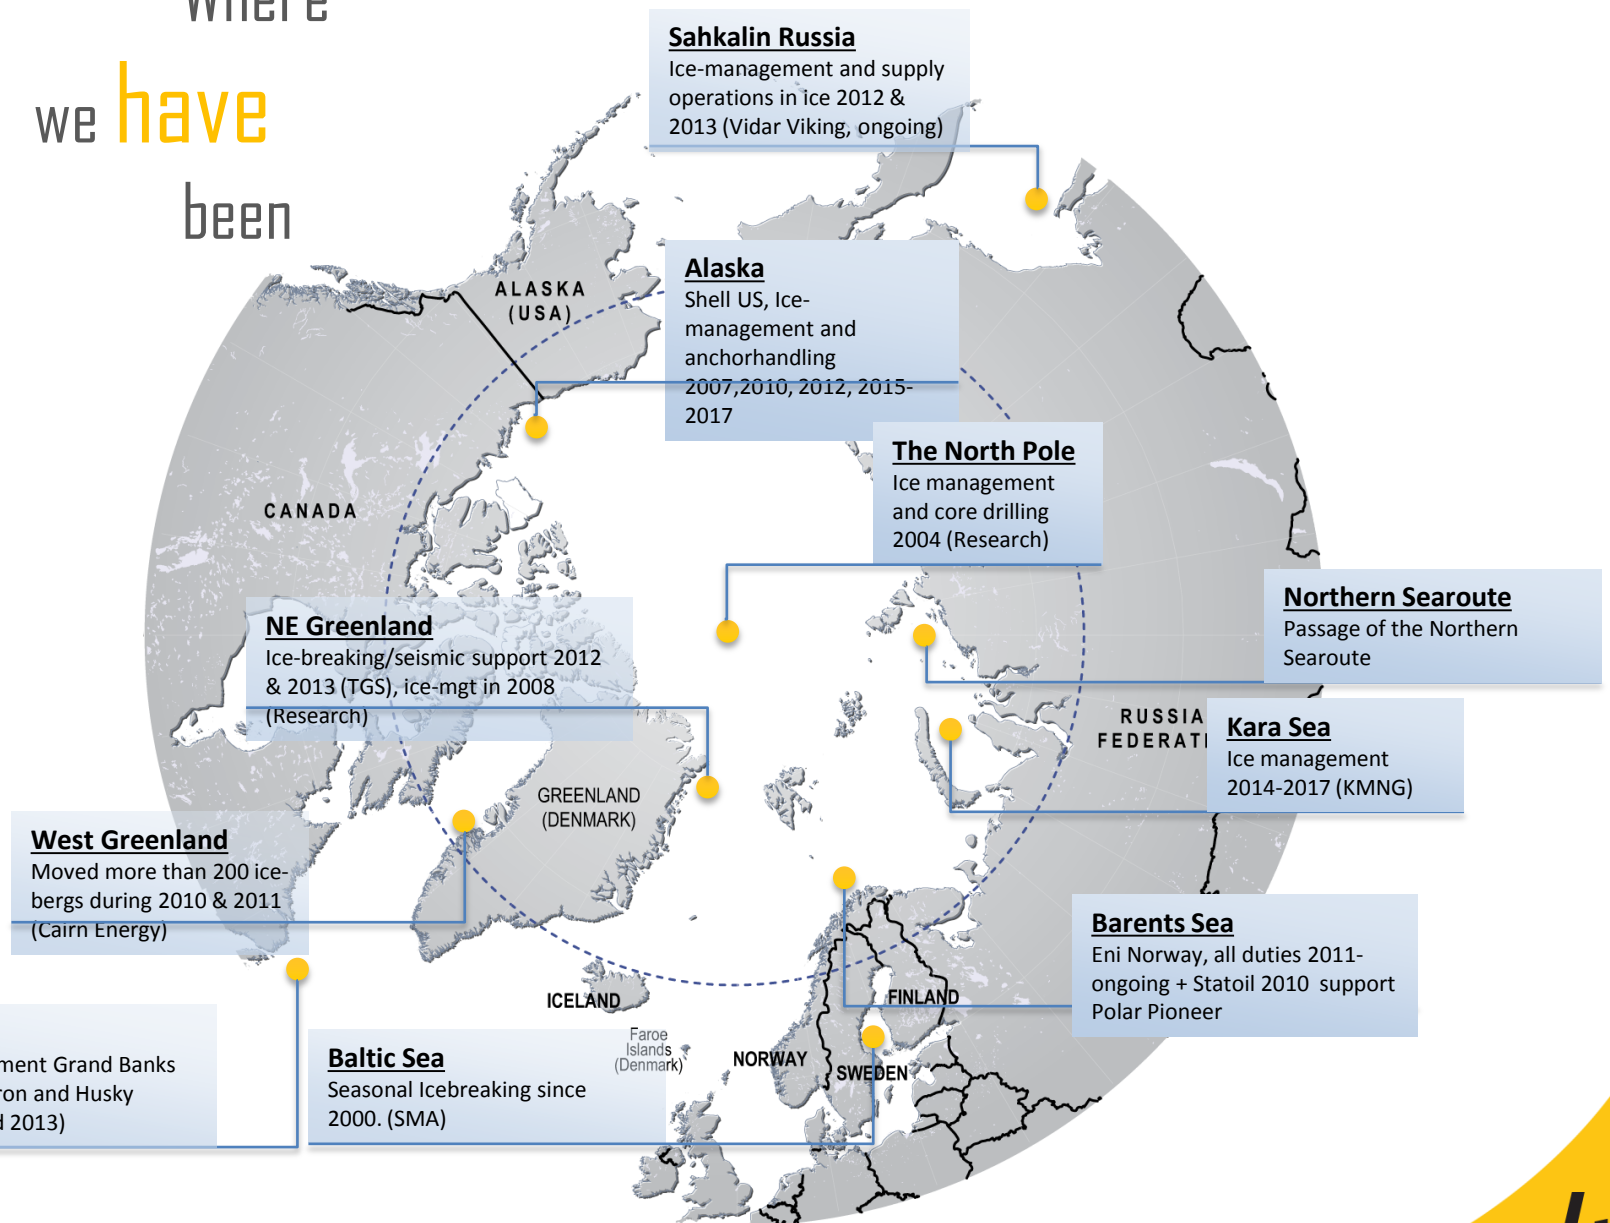 Where
we have
been
Sahkalin Russia
Ice-management and supply
operations in ice 2012 &
2013 (Vidar Viking, ongoing)
Alaska
Shell US, Ice-
management and
anchorhandling
2007,2010, 2012, 2015-
2017
ALASKA
(USA)
The North Pole
Ice management
and core drilling
2004 (Research)
CANADA
Northern Searoute
Passage of the Northern
Searoute
NE Greenland
Ice-breaking/seismic support 2012
& 2013 (TGS), ice-mgt in 2008
(Research)
RUSSIA
FEDERATI
Kara Sea
Ice management
2014-2017 (KMNG)
GREENLAND
(DENMARK)
West Greenland
Moved more than 200 ice-
bergs during 2010 & 2011
(Cairn Energy)
Barents Sea
Eni Norway, all duties 2011-
ongoing + Statoil 2010 support
Polar Pioneer
ICELAND
FINLAND
Faroe
Islands
(Denmark)
NORWAY
SWEDEN
ment Grand Banks
ron and Husky
d 2013)
Baltic Sea
Seasonal Icebreaking since
2000. (SMA)